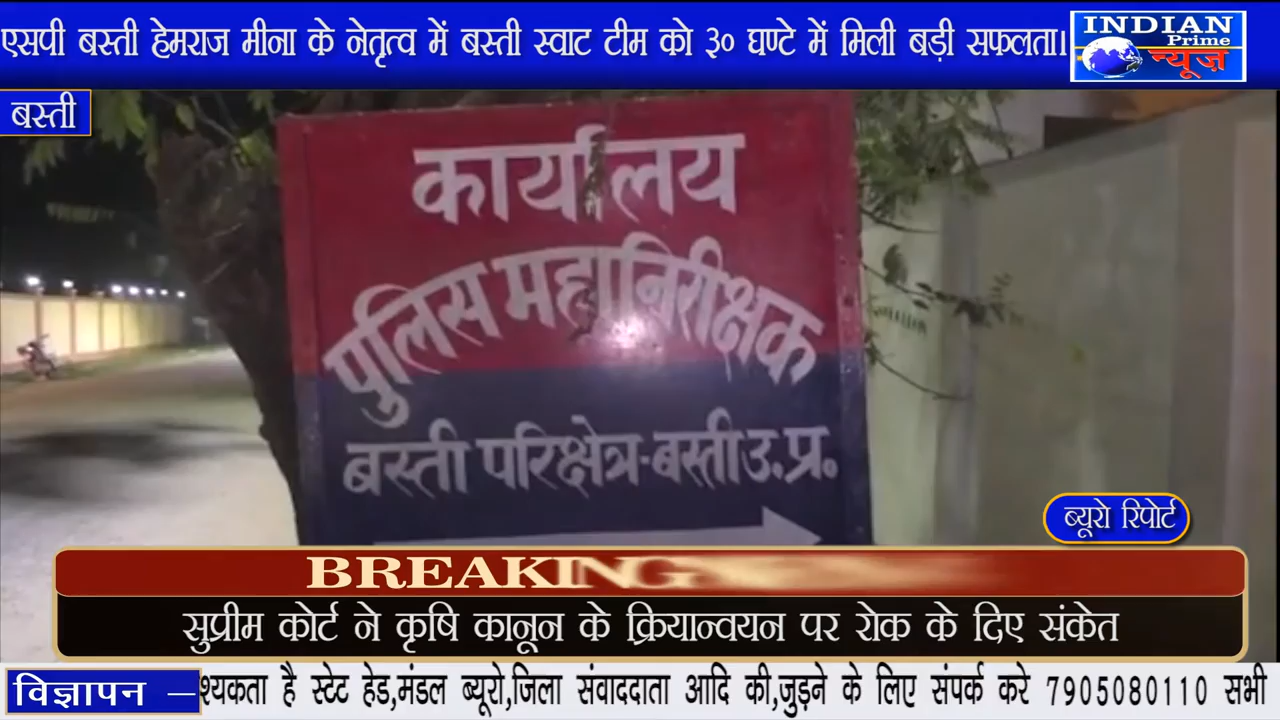 एसपी बस्ती हेमराज मीना के नेतृत्व में बस्ती स्वाट टीम को ३० घण्टे में मिली बड़ी सफलता।
INDIAN
Prime
न्यूज़
बस्ती
कार्यालय
पुलिस महानिरीक्षक
बस्ती परिक्षेत्र-बस्ती उ.प्र.
ब्यूरो रिपोर्ट
BREAKING
सुप्रीम कोर्ट ने कृषि कानून के क्रियान्वयन पर रोक के दिए संकेत
विज्ञापन –
श्यकता है स्टेट हेड,मंडल ब्यूरो,जिला संवाददाता आदि की,जुड़ने के लिए संपर्क करे 7905080110 सभी